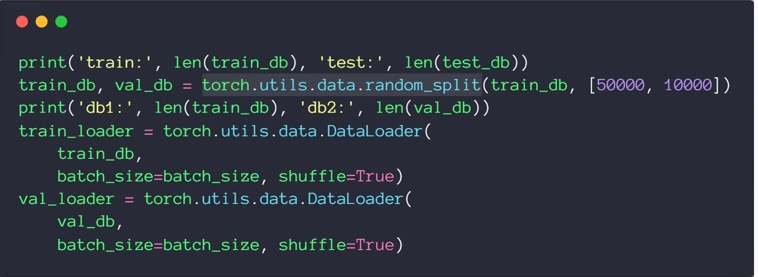 print('train:', len(train_db), 'test:', len(test_db))
train_db, val_db = torch.utils.data.random_split(train_db, [50000, 10000])
print('db1:', len(train_db), 'db2:', len(val_db))
train_loader = torch.utils.data.DataLoader(
    train_db,
    batch_size=batch_size, shuffle=True)
val_loader = torch.utils.data.DataLoader(
    val_db,
    batch_size=batch_size, shuffle=True)